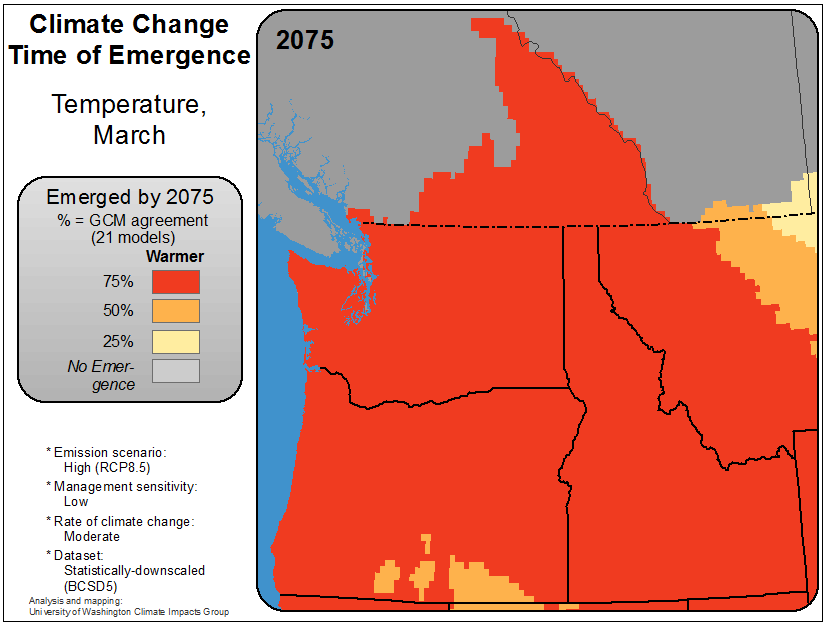 Climate Change
Time of Emergence
Temperature,
March
2075
Emerged by 2075
% = GCM agreement
(21 models)
Warmer
75%
50%
25%
No Emer-
gence
* Emission scenario:
High (RCP8.5)
* Management sensitivity:
Low
* Rate of climate change:
Moderate
* Dataset:
Statistically-downscaled
(BCSD5)
Analysis and mapping:
University of Washington Climate Impacts Group